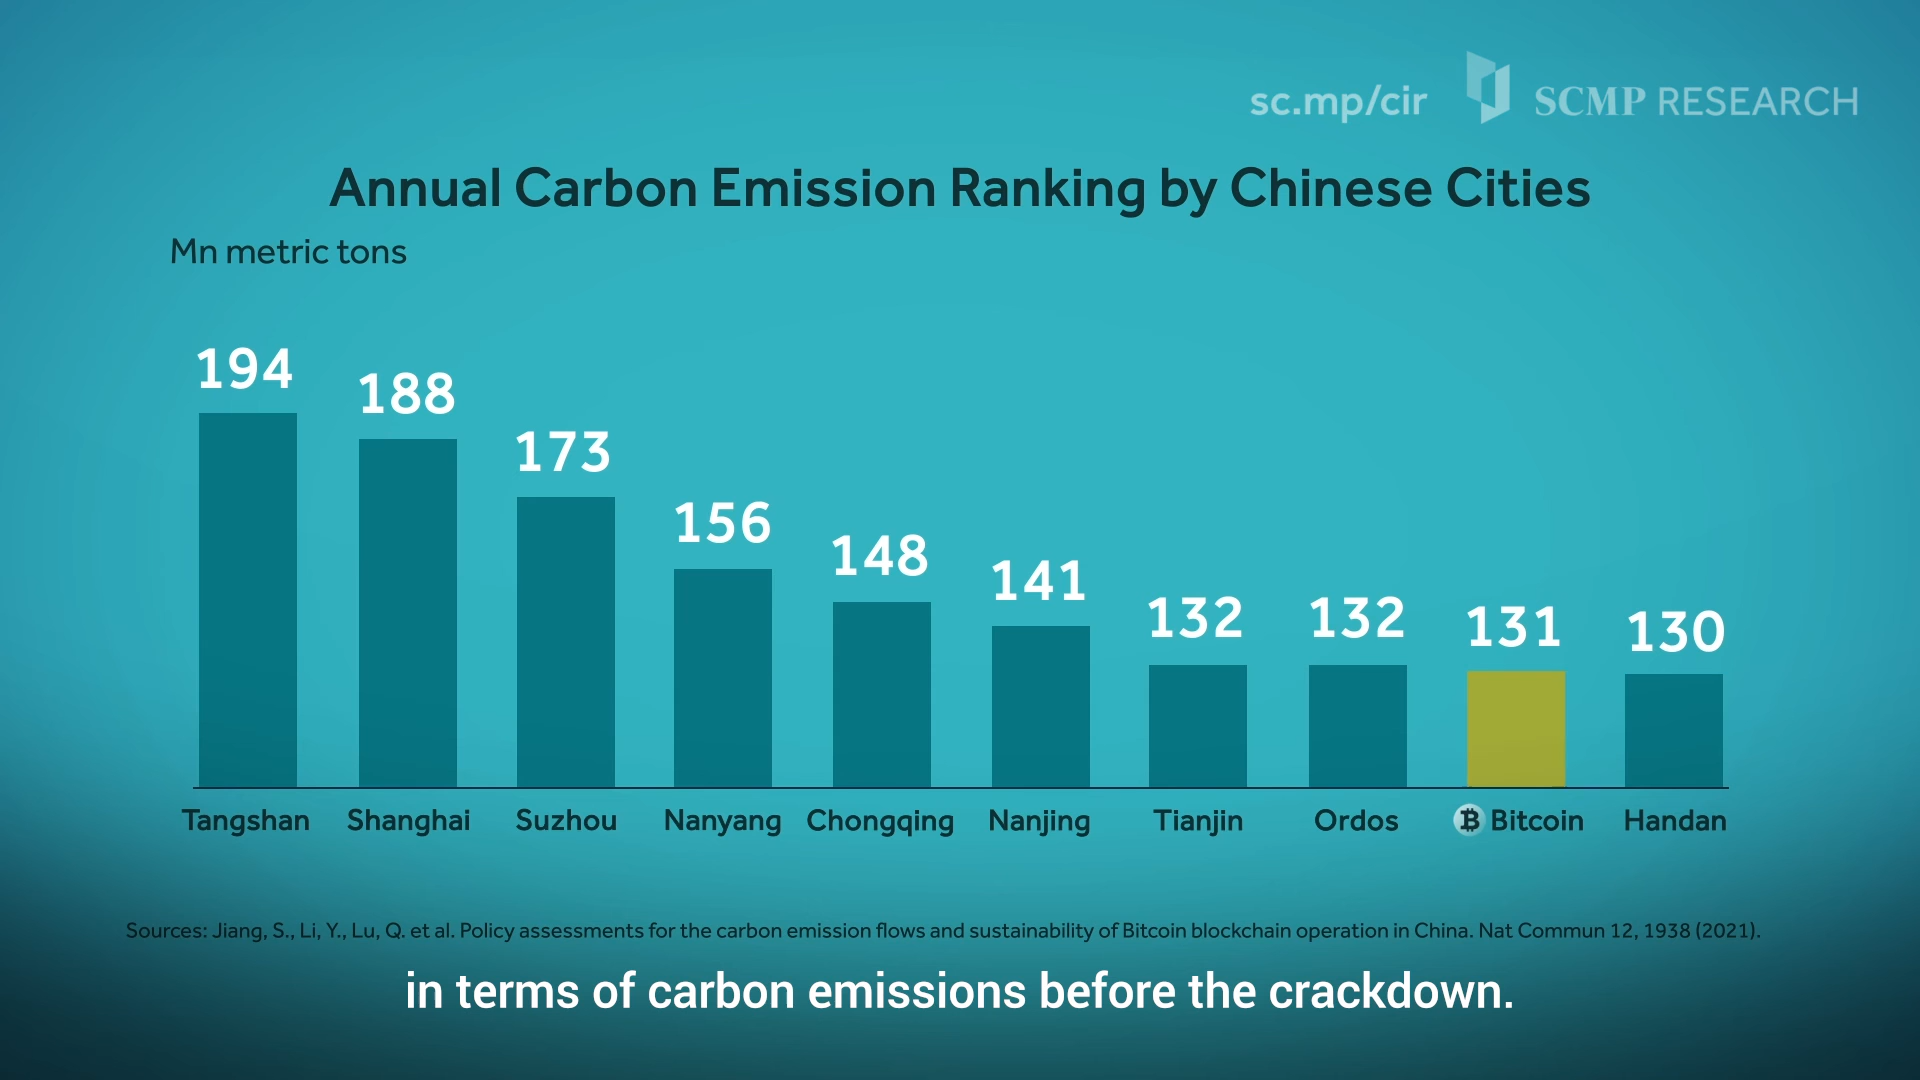 sc.mp/cir SCMP RESEARCH
Annual Carbon Emission Ranking by Chinese Cities
Mn metric tons
194 188 173 156 148 141 132 132 131 130
Tangshan Shanghai Suzhou Nanyang Chongqing Nanjing Tianjin Ordos Bitcoin Handan
Sources: Jiang, S., Li, Y., Lu, Q. et al. Policy assessments for the carbon emission flows and sustainability of Bitcoin blockchain operation in China. Nat Commun 12, 1938 (2021).
in terms of carbon emissions before the crackdown.